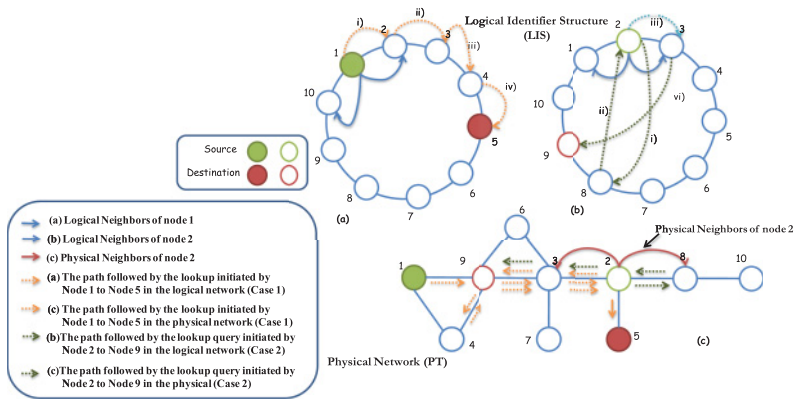 Logical Identifier Structure
(LIS)
i)
ii)
iii)
iv)
1
2
3
4
5
6
7
8
9
10
(a)
i)
ii)
iii)
vi)
1
2
3
4
5
6
7
8
9
10
(b)
Source
Destination
(a) Logical Neighbors of node 1
(b) Logical Neighbors of node 2
(c) Physical Neighbors of node 2
(a) The path followed by the lookup initiated by
Node 1 to Node 5 in the logical network (Case 1)
(c) The path followed by the lookup initiated by
Node 1 to Node 5 in the physical network (Case 1)
(b)The path followed by the lookup query initiated by
Node 2 to Node 9 in the logical network (Case 2)
(c)The path followed by the lookup query initiated by
Node 2 to Node 9 in the physical (Case 2)
Physical Neighbors of node 2
6
1
9
3
2
8
10
4
7
5
(c)
Physical Network (PT)